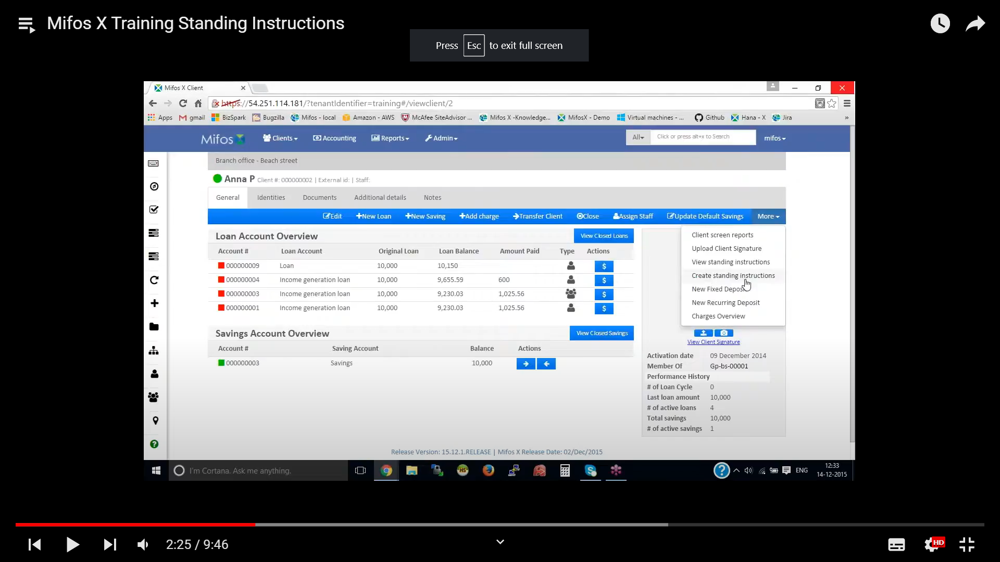 Mifos X Training Standing Instructions
Press Esc to exit full screen
Mifos X Client
https://54.251.114.181/?tenantIdentifier=training#/viewclient/2
Apps gmail BizSpark Bugzilla Mifos - local Amazon - AWS McAfee SiteAdvisor ... Mifos X -Knowledge... MifosX - Demo Virtual machines - ... Github Hana - X Jira »
Mifos Clients Accounting Reports Admin All Click or press alt+x to Search mifos
Branch office - Beach street
Anna P Client #: 000000002 | External id: | Staff:
General Identities Documents Additional details Notes
Edit New Loan New Saving Add charge Transfer Client Close Assign Staff Update Default Savings More
Client screen reports
Upload Client Signature
View standing instructions
Create standing instructions
New Fixed Depos
New Recurring Deposit
Charges Overview
Loan Account Overview View Closed Loans
Account # Loan Account Original Loan Loan Balance Amount Paid Type Actions
000000009 Loan 10,000 10,150 $
000000004 Income generation loan 10,000 9,655.59 600 $
000000003 Income generation loan 10,000 9,230.03 1,025.56 $
000000001 Income generation loan 10,000 9,230.03 1,025.56 $
Savings Account Overview View Closed Savings
Account # Saving Account Balance Actions
000000003 Savings 10,000
View Client Signature
Activation date 09 December 2014
Member Of Gp-bs-00001
Performance History
# of Loan Cycle 0
Last loan amount 10,000
# of active loans 4
Total savings 10,000
# of active savings 1
Release Version: 15.12.1.RELEASE | Mifos X Release Date: 02/Dec/2015
I'm Cortana. Ask me anything.
HS
ENG
12:33
14-12-2015
2:25 / 9:46
HD